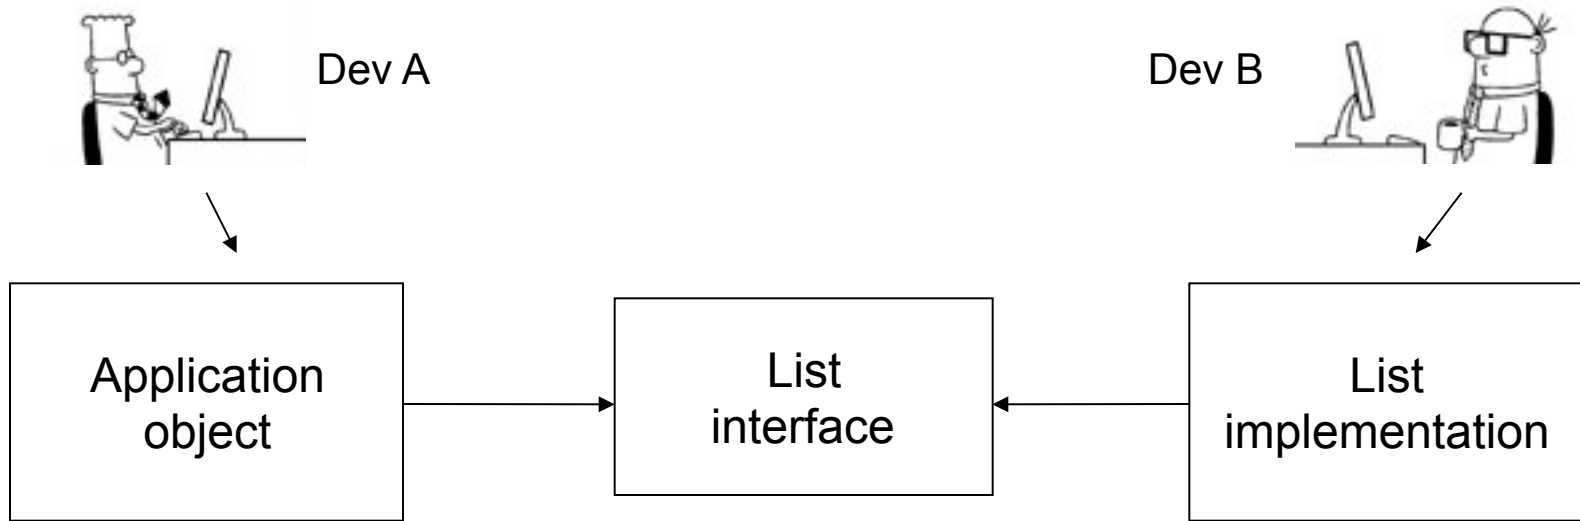 Dev A
Dev B
Application
object
List
interface
List
implementation